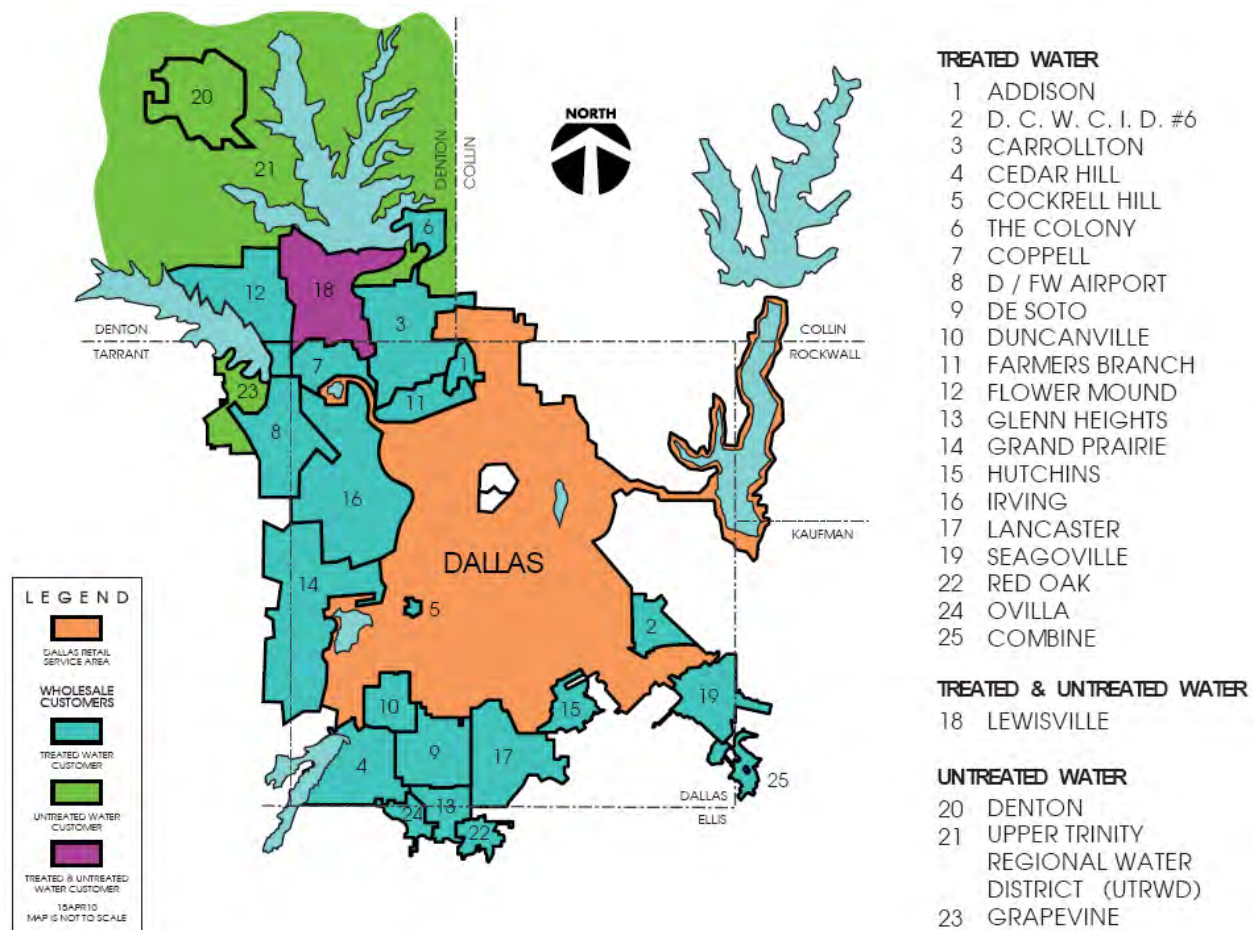 20
21
NORTH
DENTON
COLLIN
6
12
18
3
DENTON
TARRANT
COLLIN
ROCKWALL
7
1
23
11
8
16
KAUFMAN
DALLAS
14
5
2
10
15
19
4
9
17
25
DALLAS
ELLIS
24
13
22
LEGEND
DALLAS RETAIL
SERVICE AREA
WHOLESALE
CUSTOMERS
TREATED WATER
CUSTOMER
UNTREATED WATER
CUSTOMER
TREATED & UNTREATED
WATER CUSTOMER
15APR10
MAP IS NOT TO SCALE
TREATED WATER
1 ADDISON
2 D. C. W. C. I. D. #6
3 CARROLLTON
4 CEDAR HILL
5 COCKRELL HILL
6 THE COLONY
7 COPPELL
8 D / FW AIRPORT
9 DE SOTO
10 DUNCANVILLE
11 FARMERS BRANCH
12 FLOWER MOUND
13 GLENN HEIGHTS
14 GRAND PRAIRIE
15 HUTCHINS
16 IRVING
17 LANCASTER
19 SEAGOVILLE
22 RED OAK
24 OVILLA
25 COMBINE
TREATED & UNTREATED WATER
18 LEWISVILLE
UNTREATED WATER
20 DENTON
21 UPPER TRINITY
REGIONAL WATER
DISTRICT (UTRWD)
23 GRAPEVINE